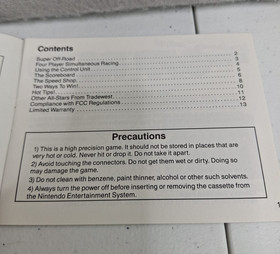 Contents
Super Off-Road 2
Four Player Simultaneous Racing 3
Using the Control Unit 4
The Scoreboard 5
The Speed Shop 6
Two Ways To Win! 8
Hot Tips! 10
Other All-Stars From Tradewest 11
Compliance with FCC Regulations 12
Limited Warranty 13
Precautions
1) This is a high precision game. It should not be stored in places that are
very hot or cold. Never hit or drop it. Do not take it apart.
2) Avoid touching the connectors. Do not get them wet or dirty. Doing so
may damage the game.
3) Do not clean with benzene, paint thinner, alcohol or other such solvents.
4) Always turn the power off before inserting or removing the cassette from
the Nintendo Entertainment System.